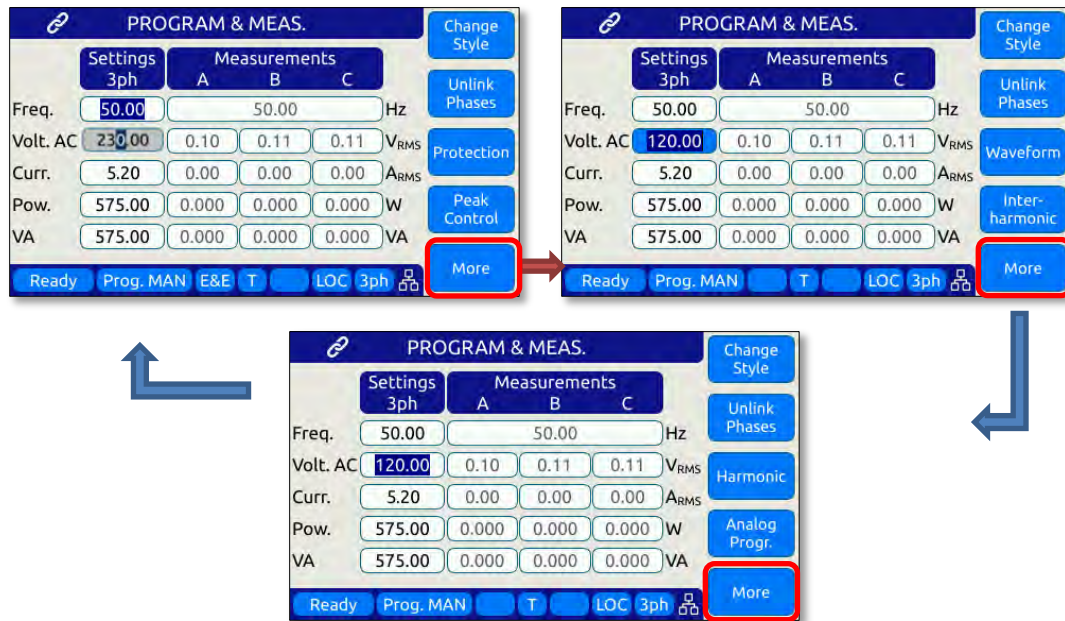 PROGRAM & MEAS.
Settings Measurements
3ph A B C
Freq. 50.00 50.00 Hz
Volt. AC 230.00 0.10 0.11 0.11 VRMS
Curr. 5.20 0.00 0.00 0.00 ARMS
Pow. 575.00 0.000 0.000 0.000 W
VA 575.00 0.000 0.000 0.000 VA
Ready Prog. MAN E&E T LOC 3ph
Change
Style
Unlink
Phases
Protection
Peak
Control
More
PROGRAM & MEAS.
Settings Measurements
3ph A B C
Freq. 50.00 50.00 Hz
Volt. AC 120.00 0.10 0.11 0.11 VRMS
Curr. 5.20 0.00 0.00 0.00 ARMS
Pow. 575.00 0.000 0.000 0.000 W
VA 575.00 0.000 0.000 0.000 VA
Ready Prog. MAN T LOC 3ph
Change
Style
Unlink
Phases
Waveform
Inter-
harmonic
More
PROGRAM & MEAS.
Settings Measurements
3ph A B C
Freq. 50.00 50.00 Hz
Volt. AC 120.00 0.10 0.11 0.11 VRMS
Curr. 5.20 0.00 0.00 0.00 ARMS
Pow. 575.00 0.000 0.000 0.000 W
VA 575.00 0.000 0.000 0.000 VA
Ready Prog. MAN T LOC 3ph
Change
Style
Unlink
Phases
Harmonic
Analog
Progr.
More